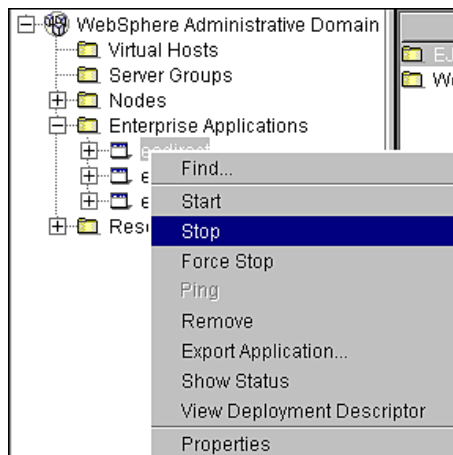 WebSphere Administrative Domain
Virtual Hosts
Server Groups
Nodes
Enterprise Applications
e
e
Find...
Start
Stop
Force Stop
Ping
Remove
Export Application...
Show Status
View Deployment Descriptor
Properties